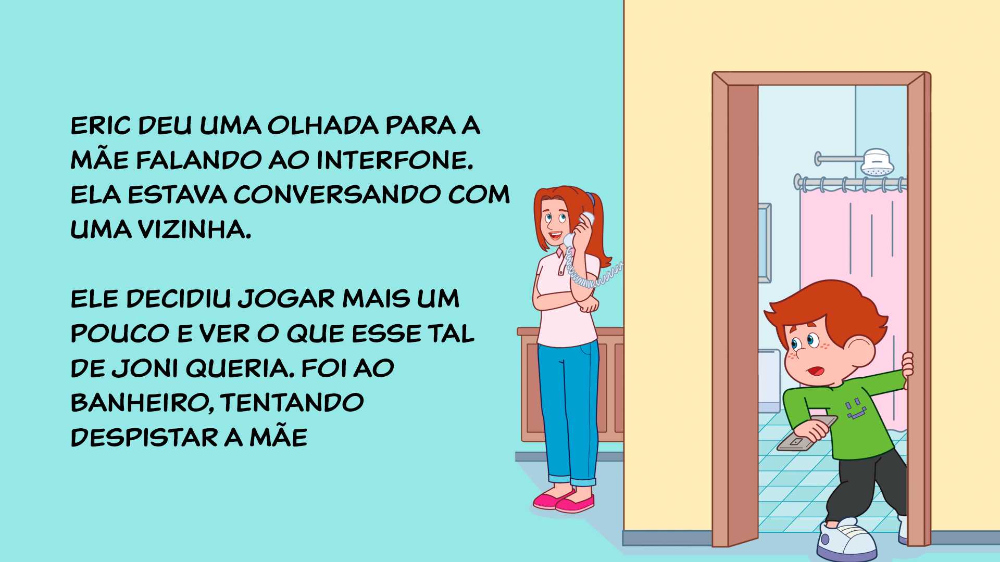 ERIC DEU UMA OLHADA PARA A
MÃE FALANDO AO INTERFONE.
ELA ESTAVA CONVERSANDO COM
UMA VIZINHA.
ELE DECIDIU JOGAR MAIS UM
POUCO E VER O QUE ESSE TAL
DE JONI QUERIA. FOI AO
BANHEIRO, TENTANDO
DESPISTAR A MÃE